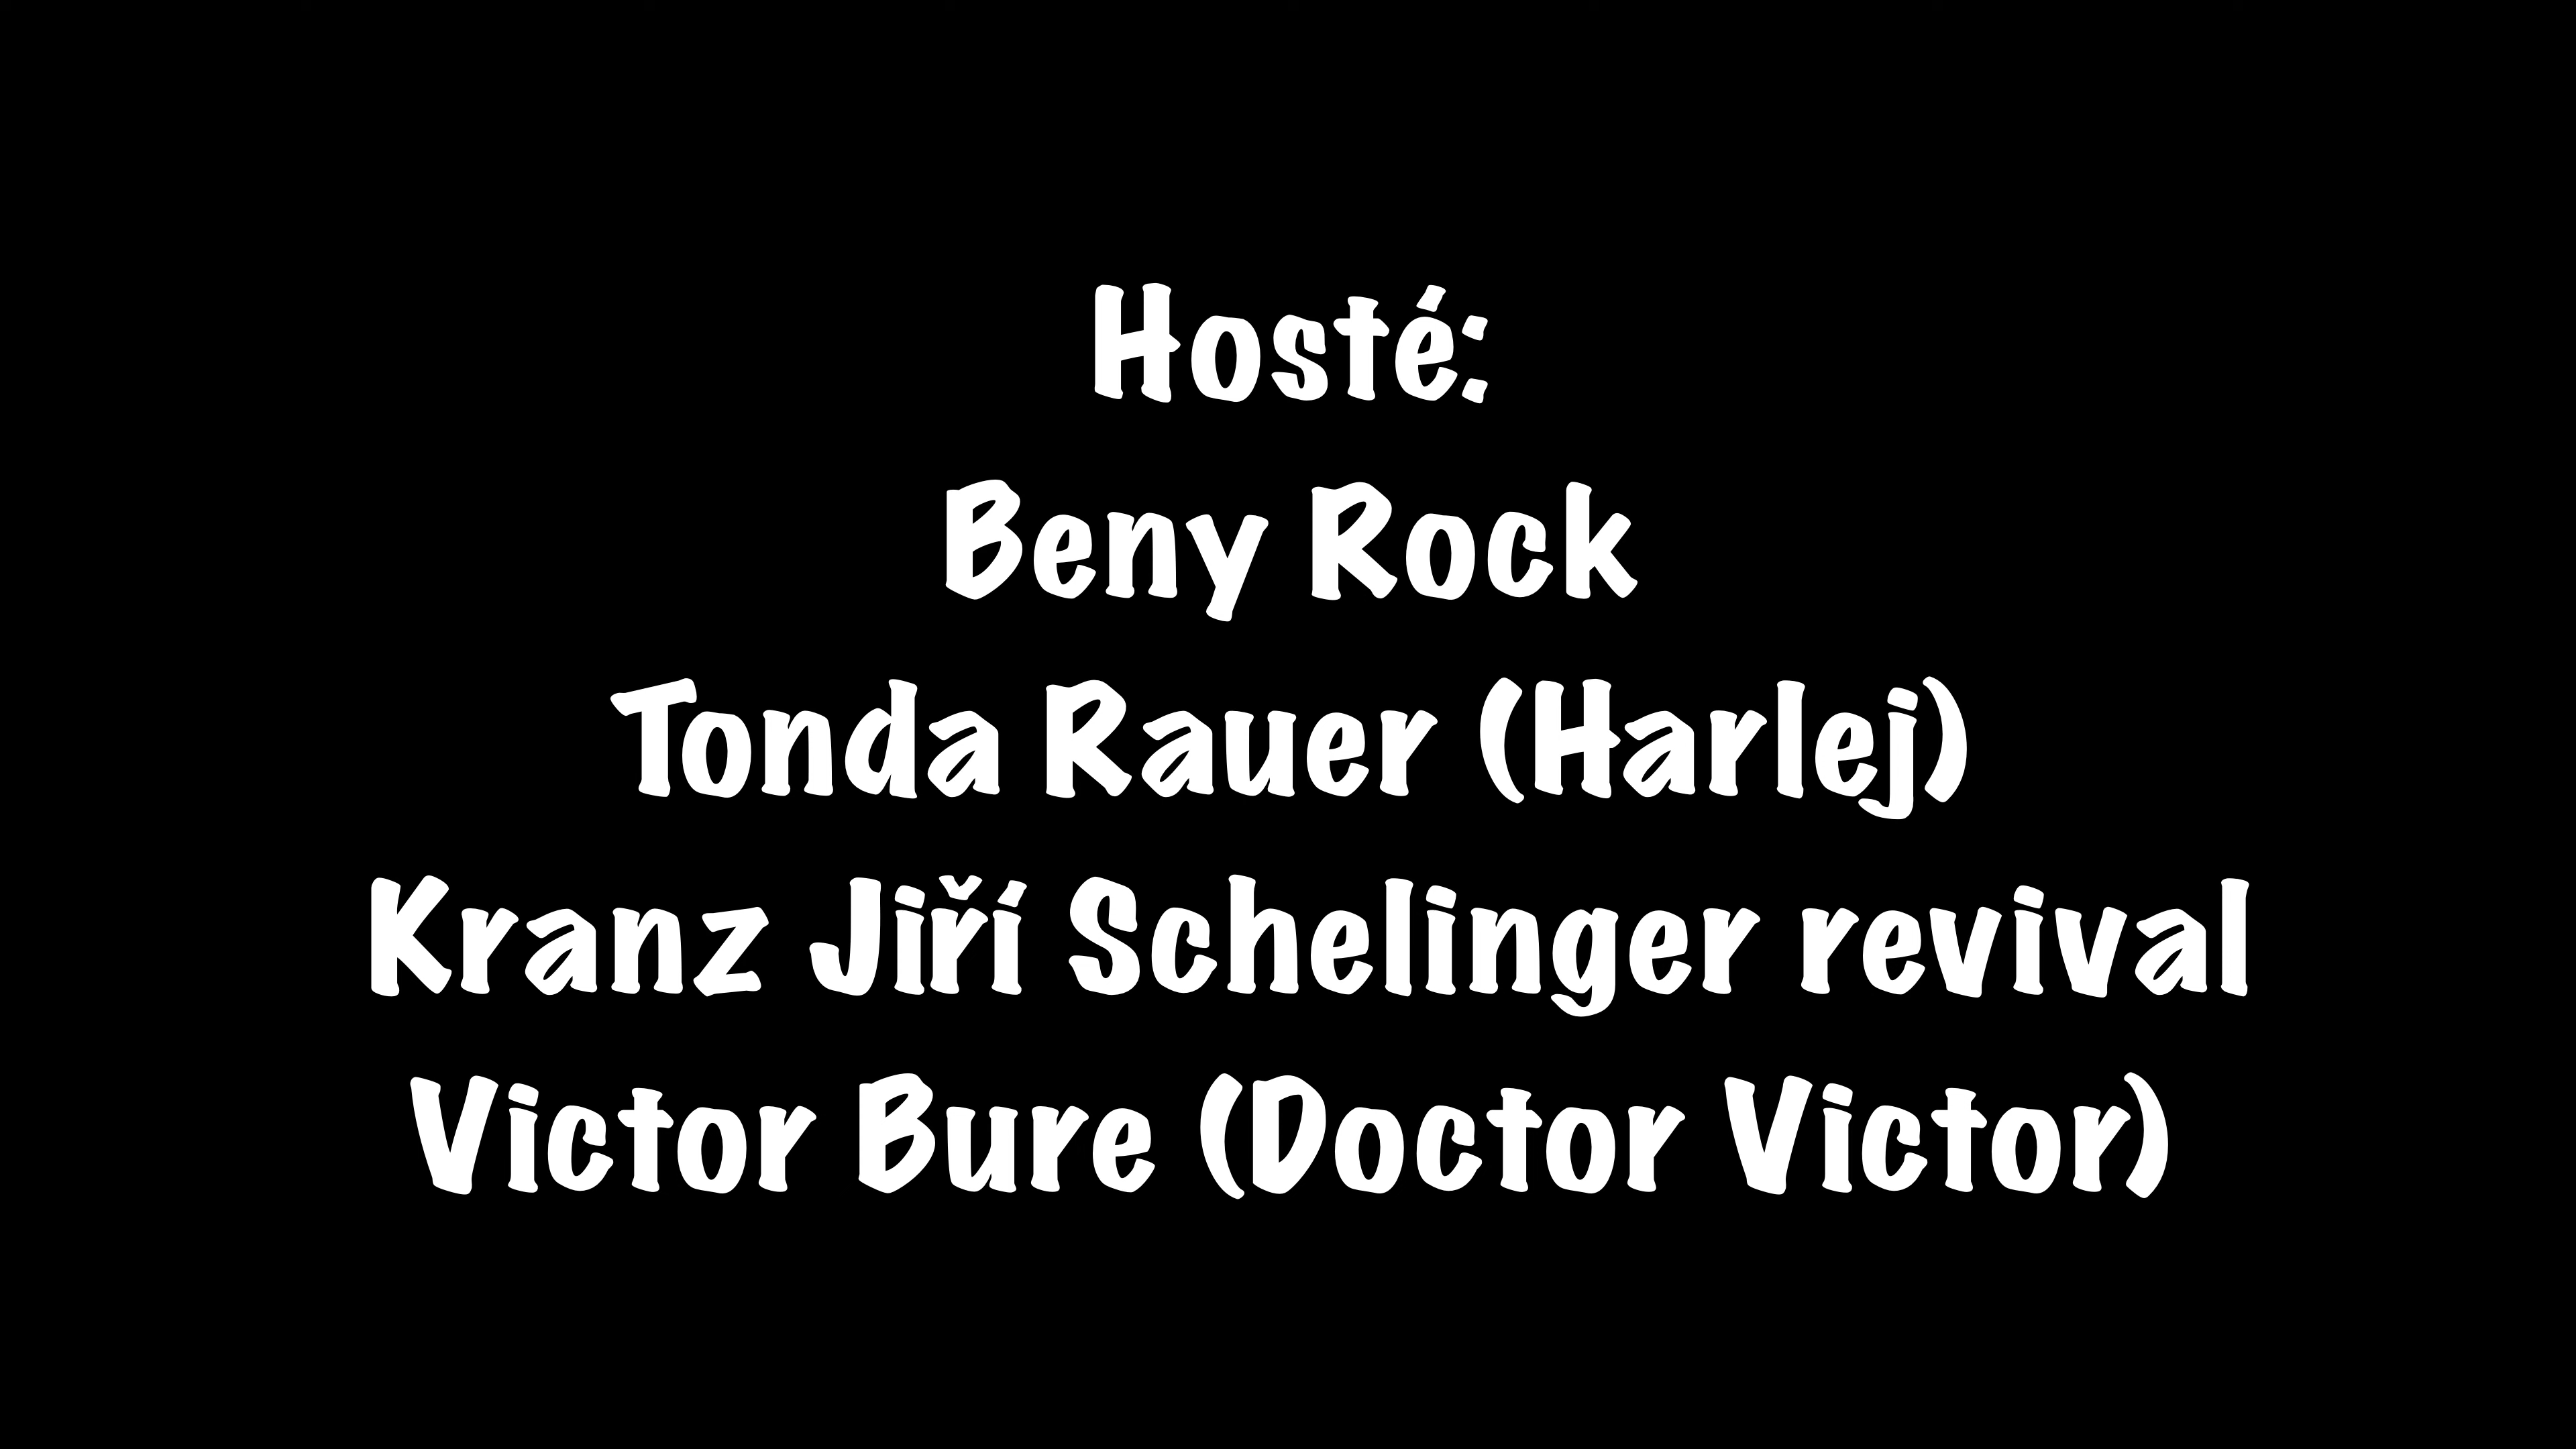 Hosté:
Beny Rock
Tonda Rauer (Harlej)
Kranz Jiří Schelinger revival
Victor Bure (Doctor Victor)